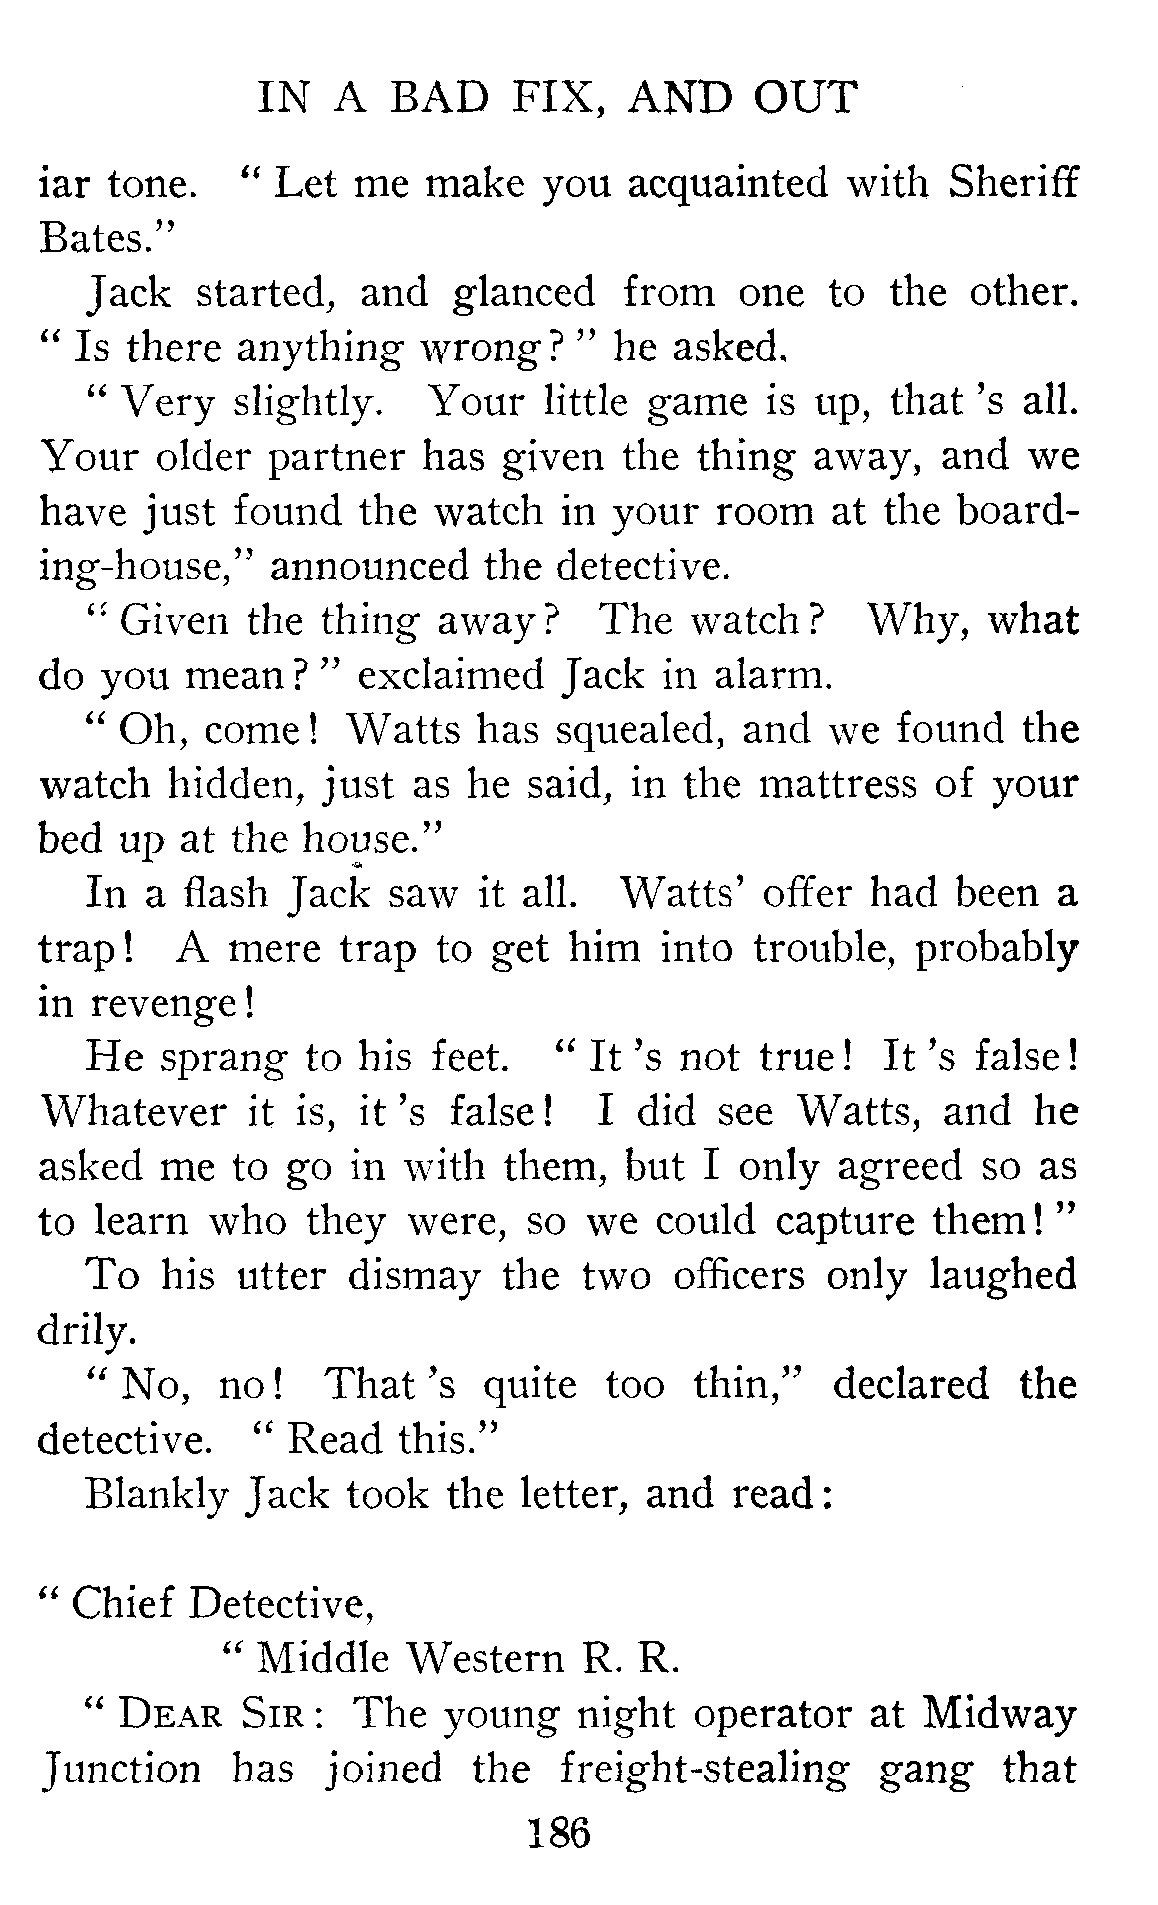 IN A BAD FIX, AND OUT
iar tone. “ Let me make you acquainted with Sheriff
Bates.”
Jack started, and glanced from one to the other.
“ Is there anything wrong? ” he asked.
“ Very slightly. Your little game is up, that ’s all.
Your older partner has given the thing away, and we
have just found the watch in your room at the board-
ing-house,” announced the detective.
“ Given the thing away? The watch? Why, what
do you mean? ” exclaimed Jack in alarm.
“ Oh, come! Watts has squealed, and we found the
watch hidden, just as he said, in the mattress of your
bed up at the house.”
In a flash Jack saw it all. Watts’ offer had been a
trap! A mere trap to get him into trouble, probably
in revenge!
He sprang to his feet. “ It ’s not true! It ’s false!
Whatever it is, it ’s false! I did see Watts, and he
asked me to go in with them, but I only agreed so as
to learn who they were, so we could capture them! ”
To his utter dismay the two officers only laughed
drily.
“ No, no! That ’s quite too thin,” declared the
detective. “ Read this.”
Blankly Jack took the letter, and read:
“ Chief Detective,
“ Middle Western R. R.
“ DEAR SIR: The young night operator at Midway
Junction has joined the freight-stealing gang that
186